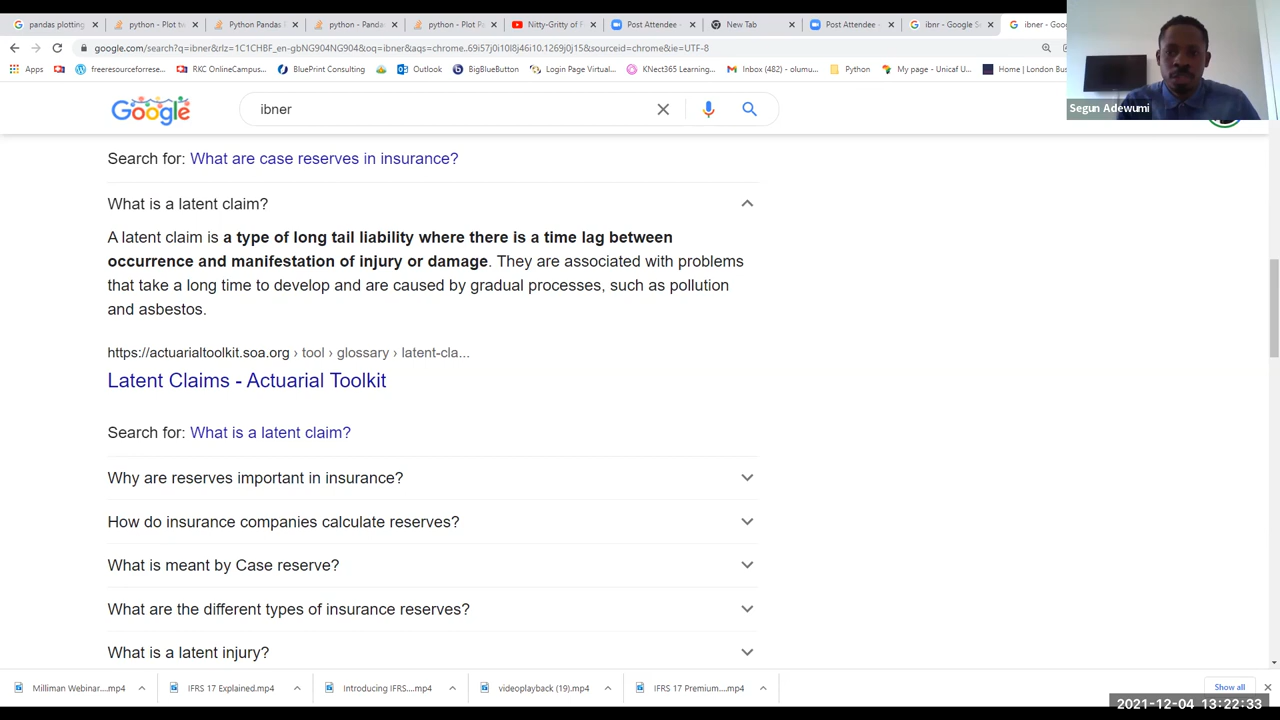 pandas plotting
python - Plot tw
Python Pandas
python - Panda
python - Plot Pa
Nitty-Gritty of F
Post Attendee -
New Tab
Post Attendee -
ibnr - Google Se
ibner - Goo
google.com/search?q=ibner&rlz=1C1CHBF_en-gbNG904NG904&oq=ibner&aqs=chrome..69i57j0i10l8j46i10.1269j0j15&sourceid=chrome&ie=UTF-8
Apps
freeresourceforrese...
RKC OnlineCampus...
BluePrint Consulting
Outlook
BigBlueButton
Login Page Virtual...
KNect365 Learning...
Inbox (482) - olumu...
Python
My page - Unicaf U...
Home | London Bus
Segun Adewumi
Google
ibner
Search for: What are case reserves in insurance?
What is a latent claim?
A latent claim is a type of long tail liability where there is a time lag between
occurrence and manifestation of injury or damage. They are associated with problems
that take a long time to develop and are caused by gradual processes, such as pollution
and asbestos.
https://actuarialtoolkit.soa.org › tool › glossary › latent-cla...
Latent Claims - Actuarial Toolkit
Search for: What is a latent claim?
Why are reserves important in insurance?
How do insurance companies calculate reserves?
What is meant by Case reserve?
What are the different types of insurance reserves?
What is a latent injury?
Milliman Webinar....mp4
IFRS 17 Explained.mp4
Introducing IFRS....mp4
videoplayback (19).mp4
IFRS 17 Premium....mp4
Show all
2021-12-04 13:22:33